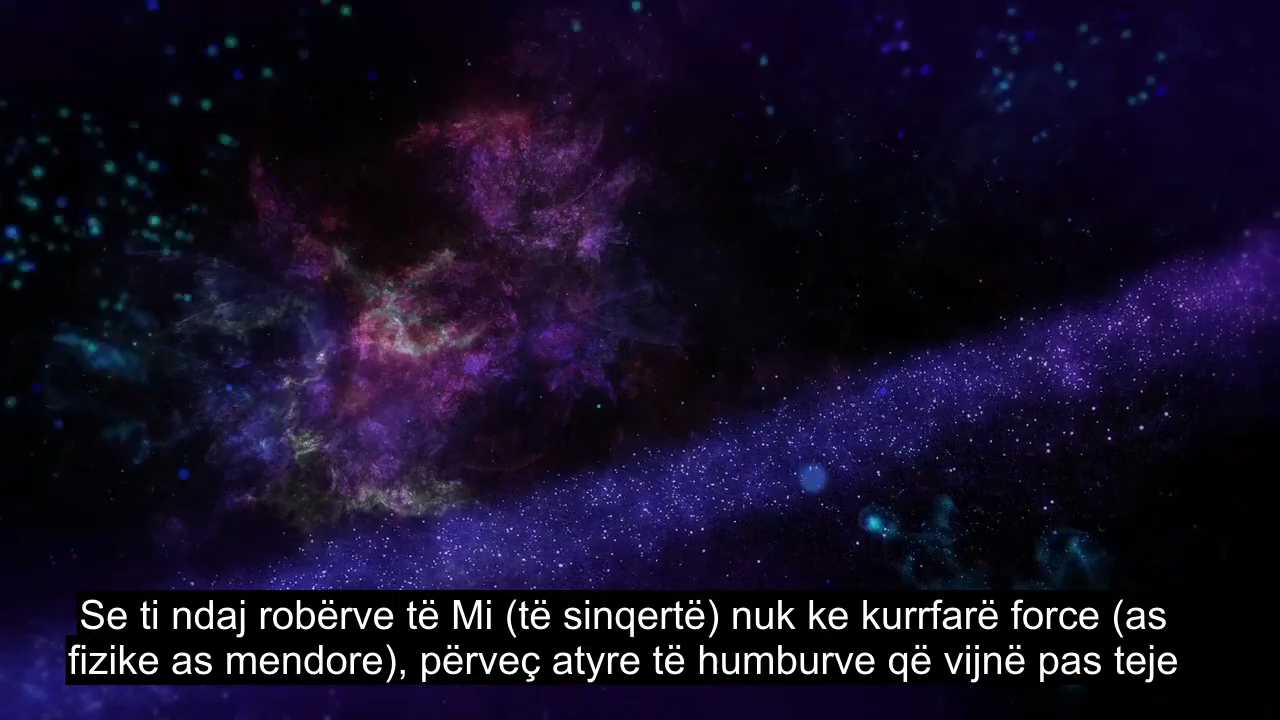 Se ti ndaj robërve të Mi (të sinqertë) nuk ke kurrfarë force (as
fizike as mendore), përveç atyre të humburve që vijnë pas teje